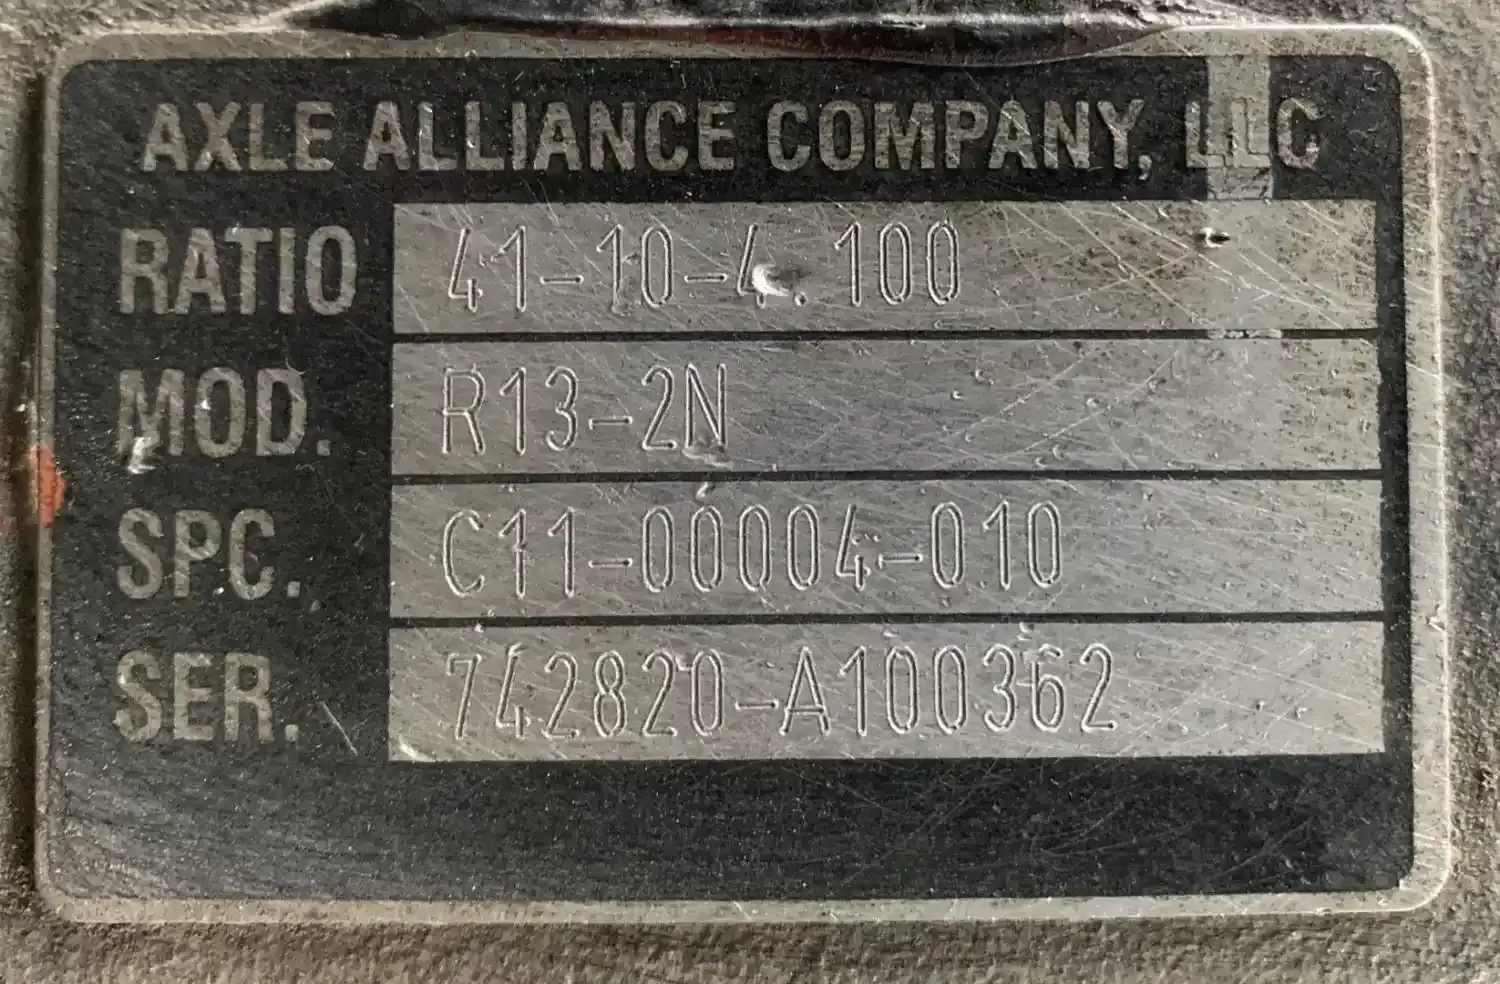 AXLE ALLIANCE COMPANY, LLC
RATIO 41-10-4.100
MOD. R13-2N
SPC. C11-00004-010
SER. 742820-A100362